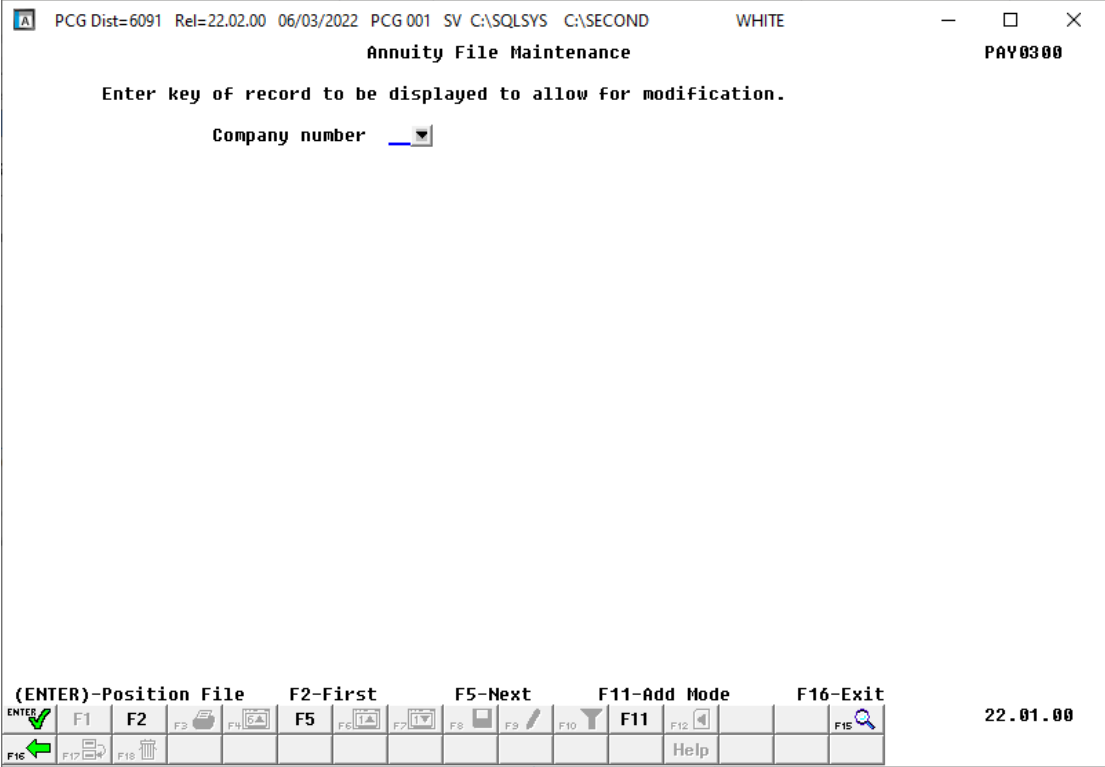 A PCG Dist=6091 Rel=22.02.00 06/03/2022 PCG 001 SV C:\SQLSYS C:\SECOND WHITE
Annuity File Maintenance PAY0300
Enter key of record to be displayed to allow for modification.
Company number
(ENTER)-Position File F2-First F5-Next F11-Add Mode F16-Exit
ENTER F1 F2 F3 F4 6 F5 F6 1 F7 1 F8 F9 F10 F11 F12 F15 22.01.00
F16 F17 F18 Help